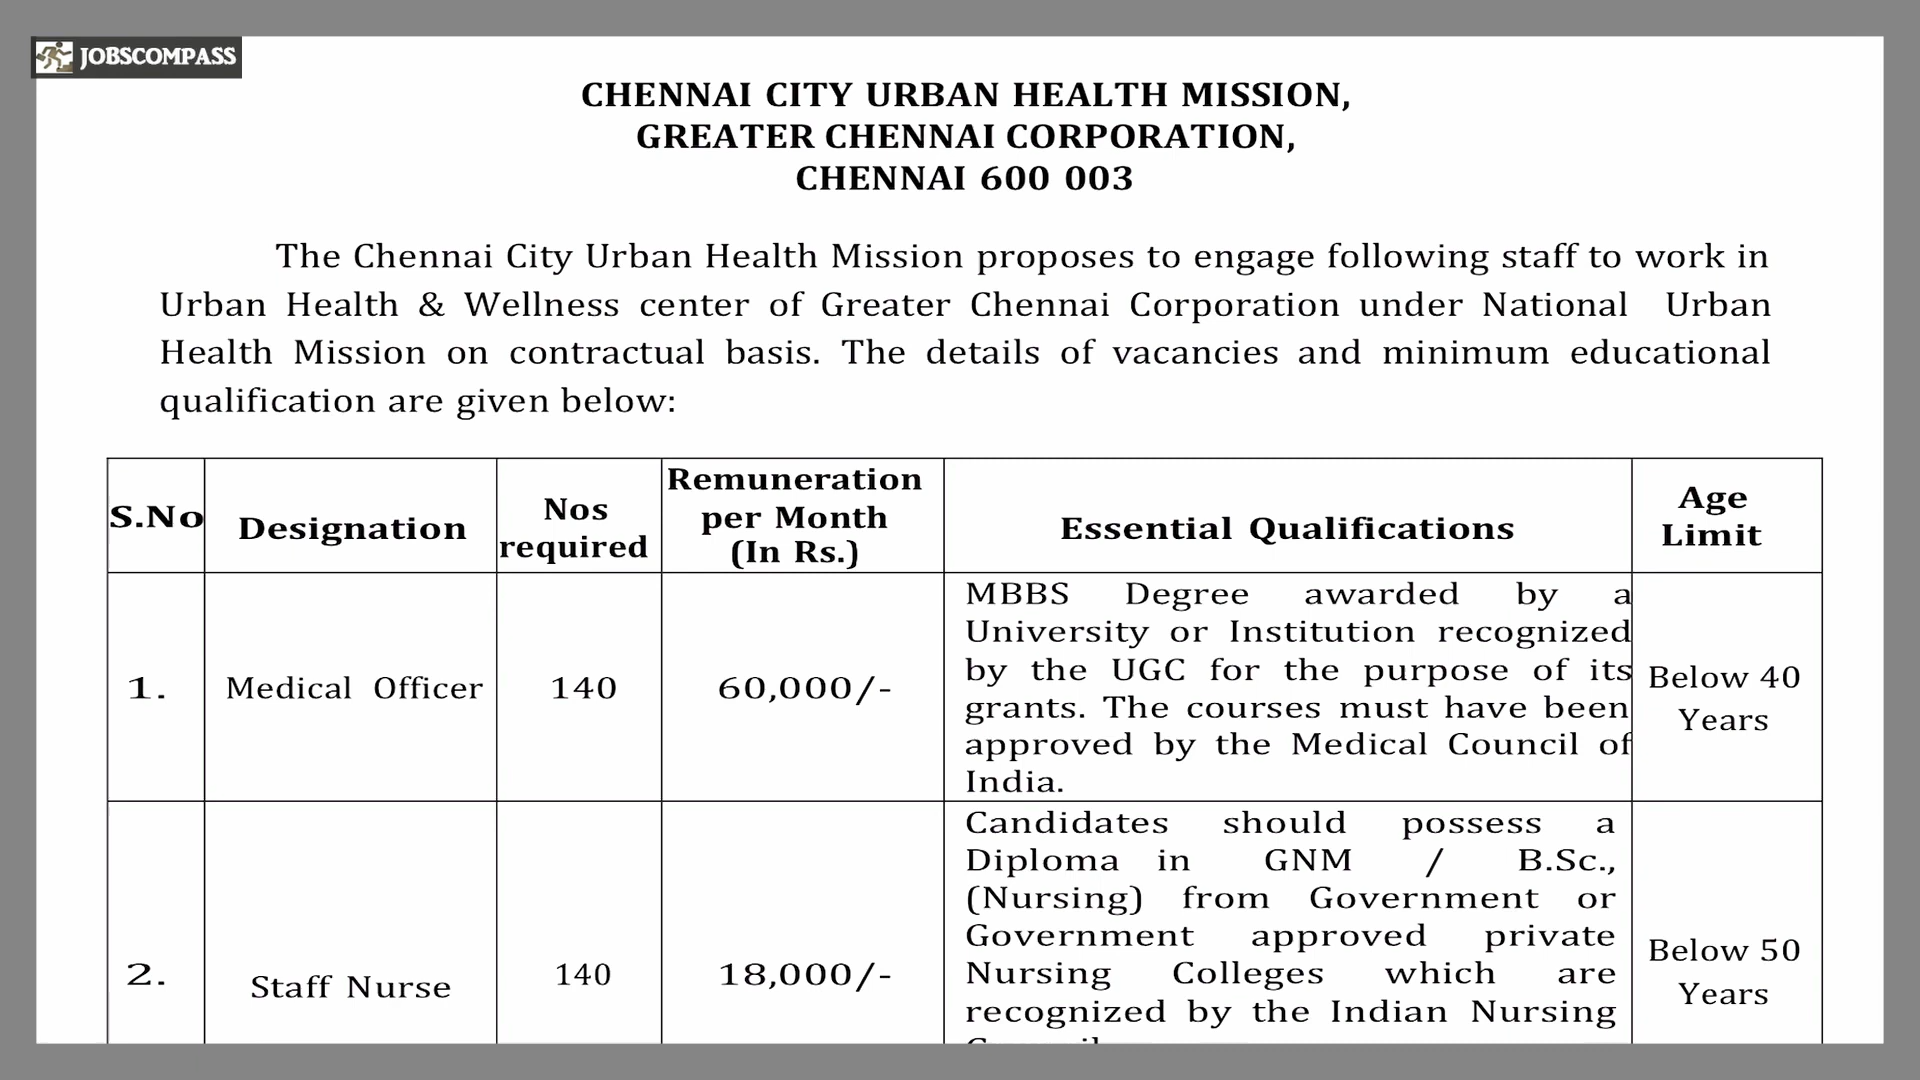 JOBSCOMPASS
CHENNAI CITY URBAN HEALTH MISSION,
GREATER CHENNAI CORPORATION,
CHENNAI 600 003
The Chennai City Urban Health Mission proposes to engage following staff to work in
Urban Health & Wellness center of Greater Chennai Corporation under National Urban
Health Mission on contractual basis. The details of vacancies and minimum educational
qualification are given below:
S.No
Designation
Nos
required
Remuneration
per Month
(In Rs.)
Essential Qualifications
Age
Limit
1.
Medical Officer
140
60,000/-
MBBS Degree awarded by a
University or Institution recognized
by the UGC for the purpose of its
grants. The courses must have been
approved by the Medical Council of
India.
Below 40
Years
2.
Staff Nurse
140
18,000/-
Candidates should possess a
Diploma in GNM / B.Sc.,
(Nursing) from Government or
Government approved private
Nursing Colleges which are
recognized by the Indian Nursing
Below 50
Years